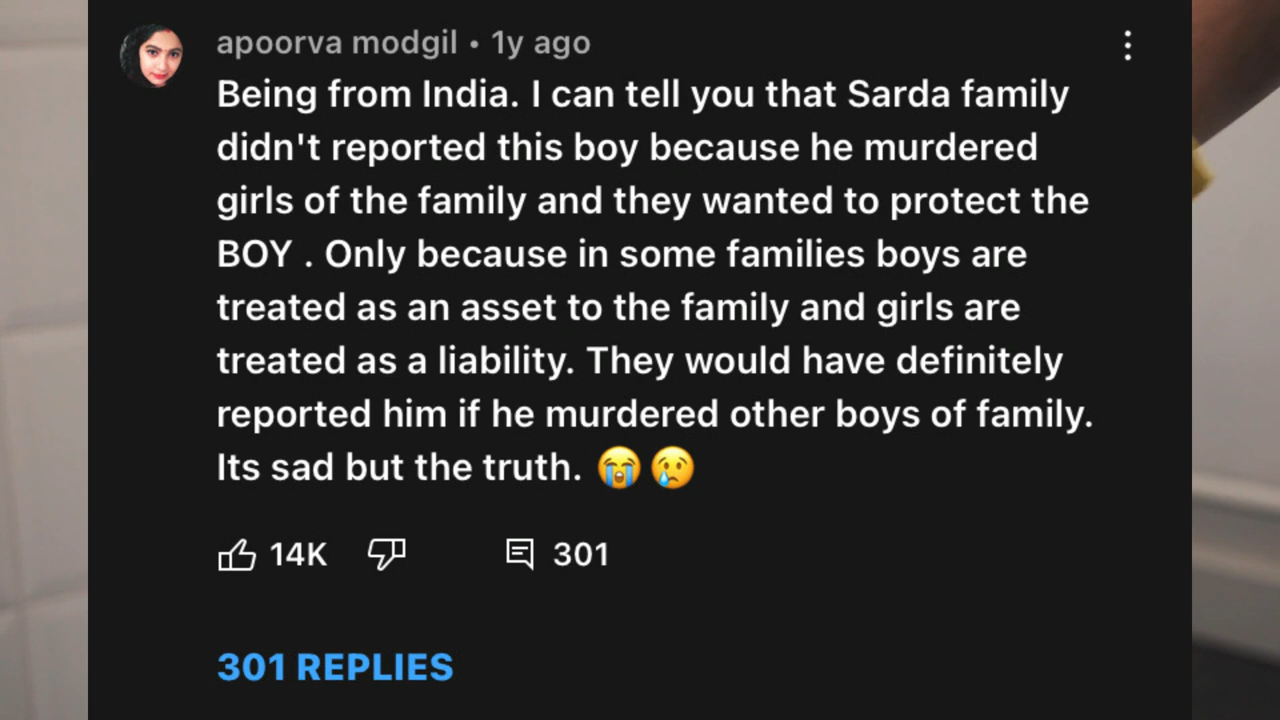 apoorva modgil • 1y ago
Being from India. I can tell you that Sarda family
didn't reported this boy because he murdered
girls of the family and they wanted to protect the
BOY . Only because in some families boys are
treated as an asset to the family and girls are
treated as a liability. They would have definitely
reported him if he murdered other boys of family.
Its sad but the truth. 😭😢
14K 301
301 REPLIES